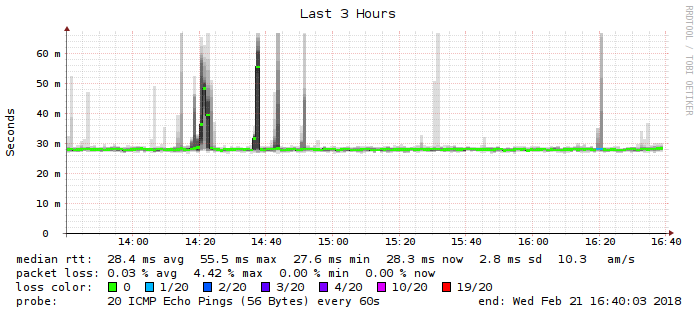 Last 3 Hours
RRDTOOL / TOBI OETIKER
Seconds
60 m
50 m
40 m
30 m
20 m
10 m
0
14:00 14:20 14:40 15:00 15:20 15:40 16:00 16:20 16:40
median rtt: 28.4 ms avg 55.5 ms max 27.6 ms min 28.3 ms now 2.8 ms sd 10.3 am/s
packet loss: 0.03 % avg 4.42 % max 0.00 % min 0.00 % now
loss color: 0 1/20 2/20 3/20 4/20 10/20 19/20
probe: 20 ICMP Echo Pings (56 Bytes) every 60s end: Wed Feb 21 16:40:03 2018